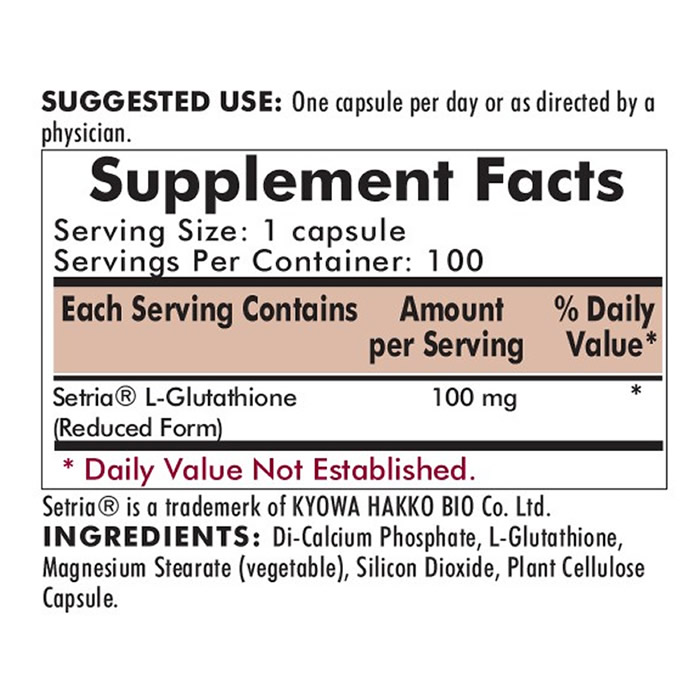 SUGGESTED USE: One capsule per day or as directed by a
physician.
Supplement Facts
Serving Size: 1 capsule
Servings Per Container: 100
Each Serving Contains Amount per Serving % Daily Value*
Setria® L-Glutathione 100 mg *
(Reduced Form)
* Daily Value Not Established.
Setria® is a trademerk of KYOWA HAKKO BIO Co. Ltd.
INGREDIENTS: Di-Calcium Phosphate, L-Glutathione,
Magnesium Stearate (vegetable), Silicon Dioxide, Plant Cellulose
Capsule.